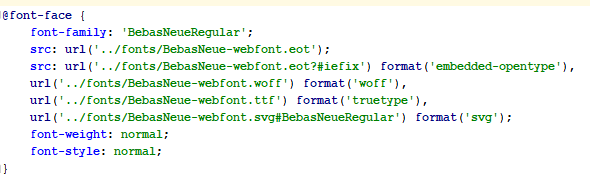 @font-face {
    font-family: 'BebasNeueRegular';
    src: url('../fonts/BebasNeue-webfont.eot');
    src: url('../fonts/BebasNeue-webfont.eot?#iefix') format('embedded-opentype'),
    url('../fonts/BebasNeue-webfont.woff') format('woff'),
    url('../fonts/BebasNeue-webfont.ttf') format('truetype'),
    url('../fonts/BebasNeue-webfont.svg#BebasNeueRegular') format('svg');
    font-weight: normal;
    font-style: normal;
}